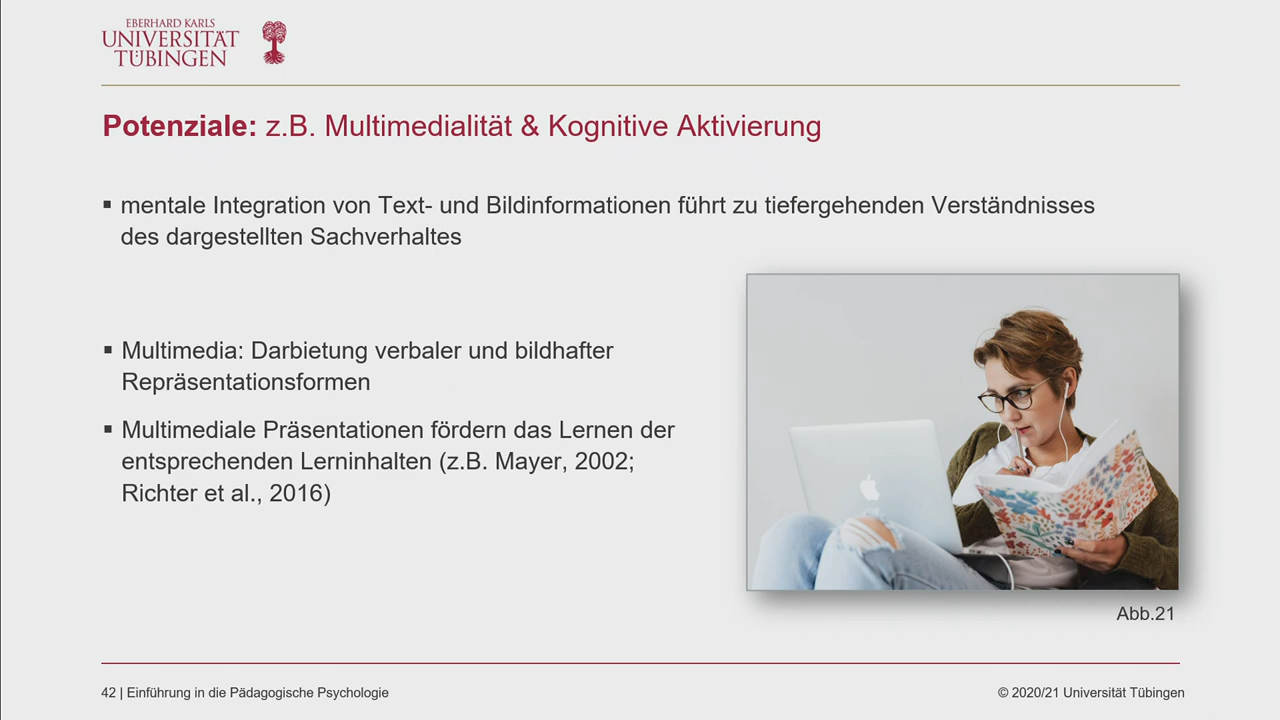 EBERHARD KARLS
UNIVERSITÄT
TÜBINGEN
Potenziale: z.B. Multimedialität & Kognitive Aktivierung
▪ mentale Integration von Text- und Bildinformationen führt zu tiefergehenden Verständnisses
des dargestellten Sachverhaltes
▪ Multimedia: Darbietung verbaler und bildhafter
Repräsentationsformen
▪ Multimediale Präsentationen fördern das Lernen der
entsprechenden Lerninhalten (z.B. Mayer, 2002;
Richter et al., 2016)
Abb.21
42 | Einführung in die Pädagogische Psychologie
© 2020/21 Universität Tübingen